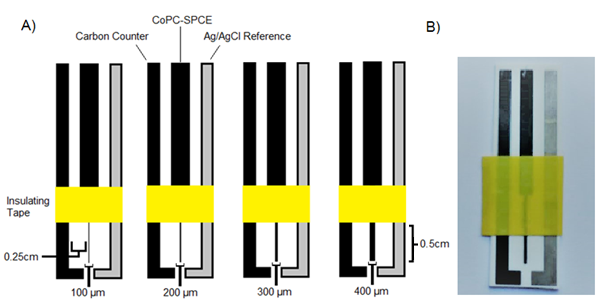 A)
CoPC-SPCE
B)
Carbon Counter
Ag/AgCl Reference
Insulating
Tape
0.25cm
0.5cm
100 µm
200 µm
300 µm
400 µm